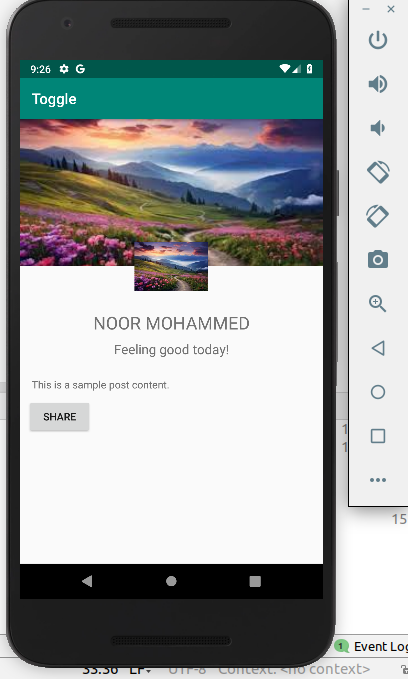 9:26
Toggle
NOOR MOHAMMED
Feeling good today!
This is a sample post content.
SHARE
15
1 Event Log
33:36 LF UTF-8 Context: <no context>